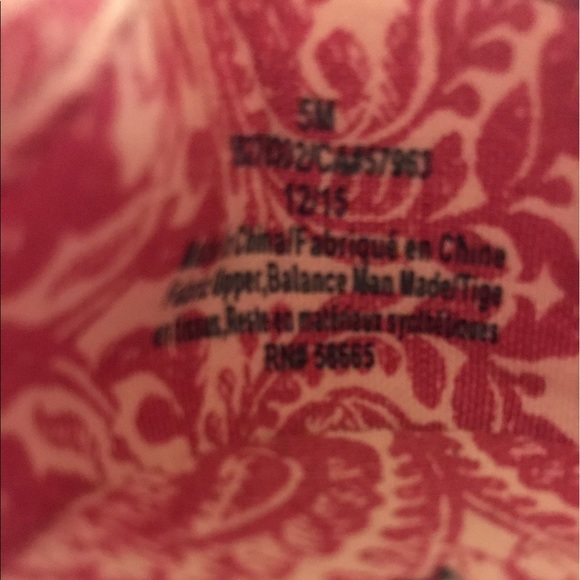 5M
12/15
Made in China/Fabriqué en Chine
Fabric Upper,Balance Man Made/Tige
en tissus,Reste en matériaux synthétiques
RN# 58665